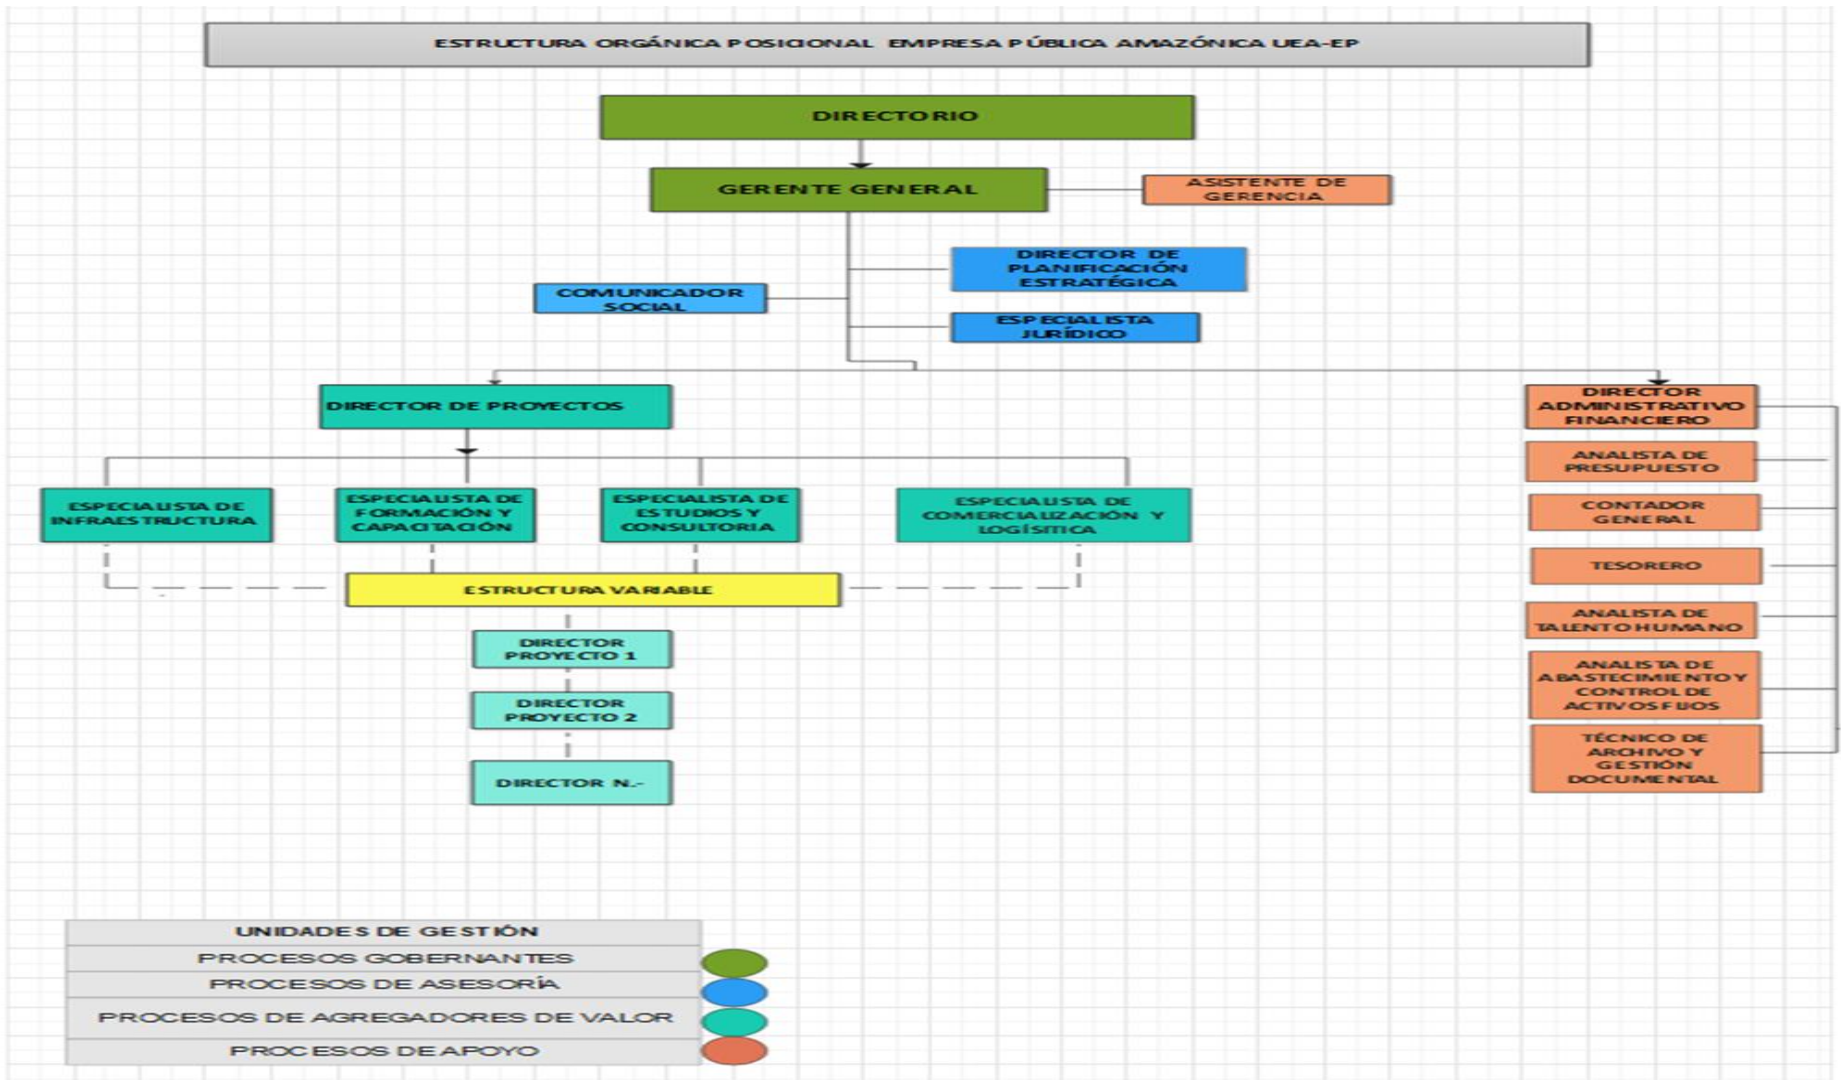 ESTRUCTURA ORGÁNICA POSICIONAL EMPRESA PÚBLICA AMAZÓNICA UEA-EP
DIRECTORIO
GERENTE GENERAL
ASISTENTE DE
GERENCIA
DIRECTOR DE
PLANIFICACIÓN
ESTRATÉGICA
COMUNICADOR
SOCIAL
ESPECIALISTA
JURÍDICO
DIRECTOR DE PROYECTOS
DIRECTOR
ADMINISTRATIVO
FINANCIERO
ANALISTA DE
PRESUPUESTO
ESPECIALISTA DE
INFRAESTRUCTURA
ESPECIALISTA DE
FORMACIÓN Y
CAPACITACIÓN
ESPECIALISTA DE
ESTUDIOS Y
CONSULTORIA
ESPECIALISTA DE
COMERCIALIZACIÓN Y
LOGÍSITICA
CONTADOR
GENERAL
TESORERO
ESTRUCTURA VARIABLE
ANALISTA DE
TALENTO HUMANO
DIRECTOR
PROYECTO 1
ANALISTA DE
ABASTECIMIENTO Y
CONTROL DE
ACTIVOS FIJOS
DIRECTOR
PROYECTO 2
TÉCNICO DE
ARCHIVO Y
GESTIÓN
DOCUMENTAL
DIRECTOR N.-
UNIDADES DE GESTIÓN
PROCESOS GOBERNANTES
PROCESOS DE ASESORÍA
PROCESOS DE AGREGADORES DE VALOR
PROCESOS DE APOYO